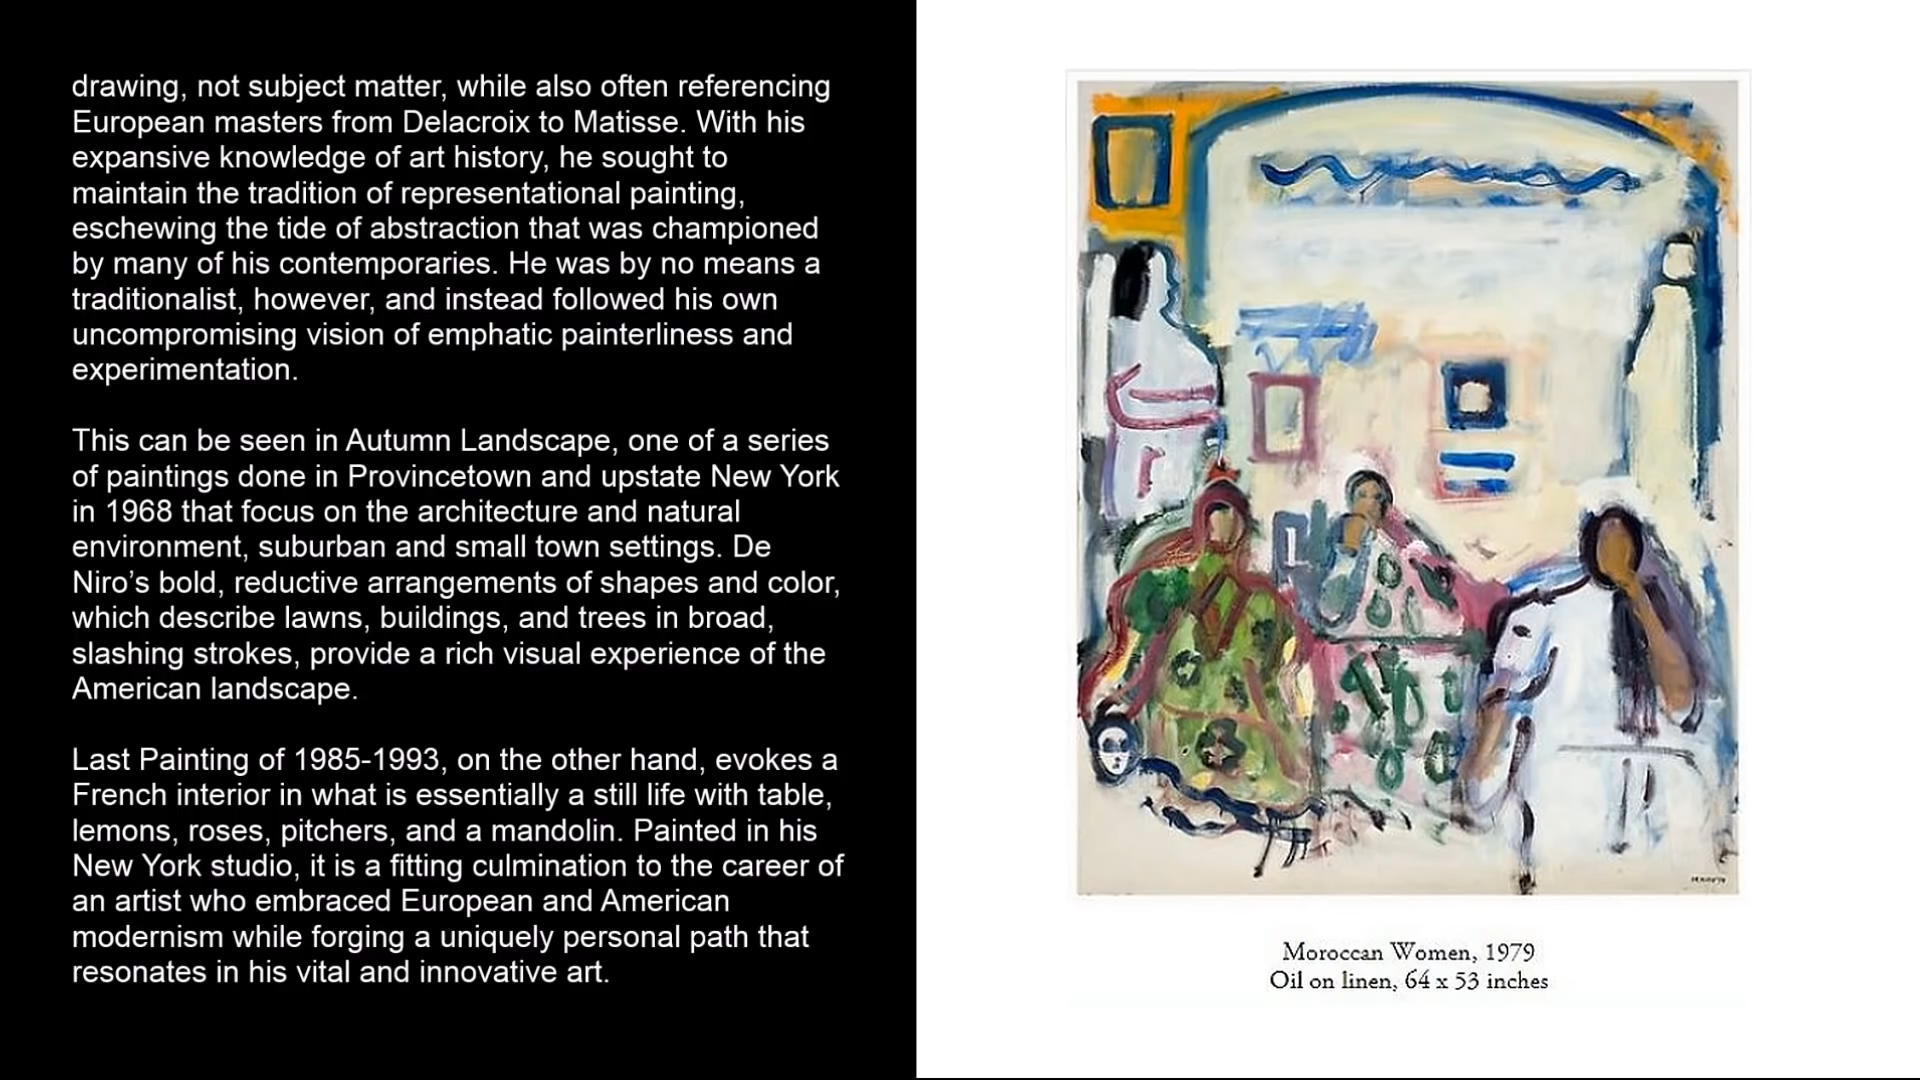 drawing, not subject matter, while also often referencing
European masters from Delacroix to Matisse. With his
expansive knowledge of art history, he sought to
maintain the tradition of representational painting,
eschewing the tide of abstraction that was championed
by many of his contemporaries. He was by no means a
traditionalist, however, and instead followed his own
uncompromising vision of emphatic painterliness and
experimentation.
This can be seen in Autumn Landscape, one of a series
of paintings done in Provincetown and upstate New York
in 1968 that focus on the architecture and natural
environment, suburban and small town settings. De
Niro’s bold, reductive arrangements of shapes and color,
which describe lawns, buildings, and trees in broad,
slashing strokes, provide a rich visual experience of the
American landscape.
Last Painting of 1985-1993, on the other hand, evokes a
French interior in what is essentially a still life with table,
lemons, roses, pitchers, and a mandolin. Painted in his
New York studio, it is a fitting culmination to the career of
an artist who embraced European and American
modernism while forging a uniquely personal path that
resonates in his vital and innovative art.
Moroccan Women, 1979
Oil on linen, 64 x 53 inches